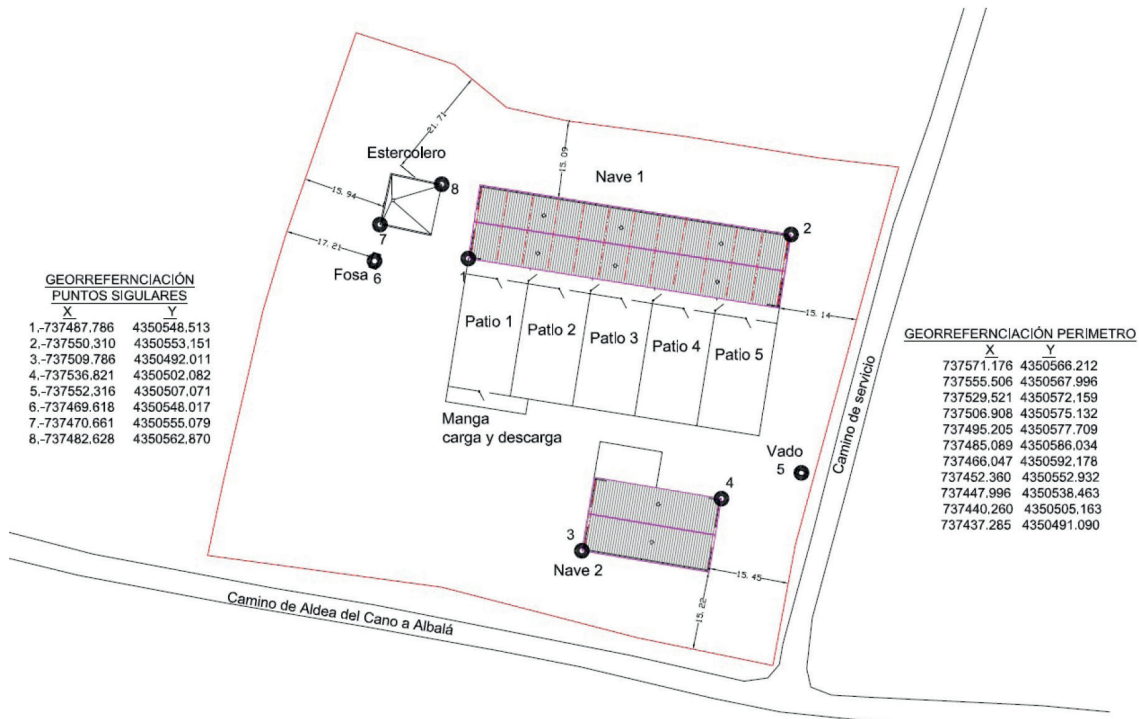 21. 71
Estercolero
8
15. 09
Nave 1
2
15. 94
7
17. 21
Fosa 6
1
15. 14
Patio 1
Patio 2
Patio 3
Patio 4
Patio 5
Manga
carga y descarga
Vado
5
4
3
Nave 2
15. 45
15. 22
Camino de servicio
Camino de Aldea del Cano a Albalá
GEORREFERNCIACIÓN
PUNTOS SIGULARES
X Y
1.-737487.786 4350548.513
2.-737550.310 4350553.151
3.-737509.786 4350492.011
4.-737536.821 4350502.082
5.-737552.316 4350507.071
6.-737469.618 4350548.017
7.-737470.661 4350555.079
8.-737482.628 4350562.870
GEORREFERNCIACIÓN PERIMETRO
X Y
737571.176 4350566.212
737555.506 4350567.996
737529.521 4350572.159
737506.908 4350575.132
737495.205 4350577.709
737485.089 4350586.034
737466.047 4350592.178
737452.360 4350552.932
737447.996 4350538.463
737440.260 4350505.163
737437.285 4350491.090